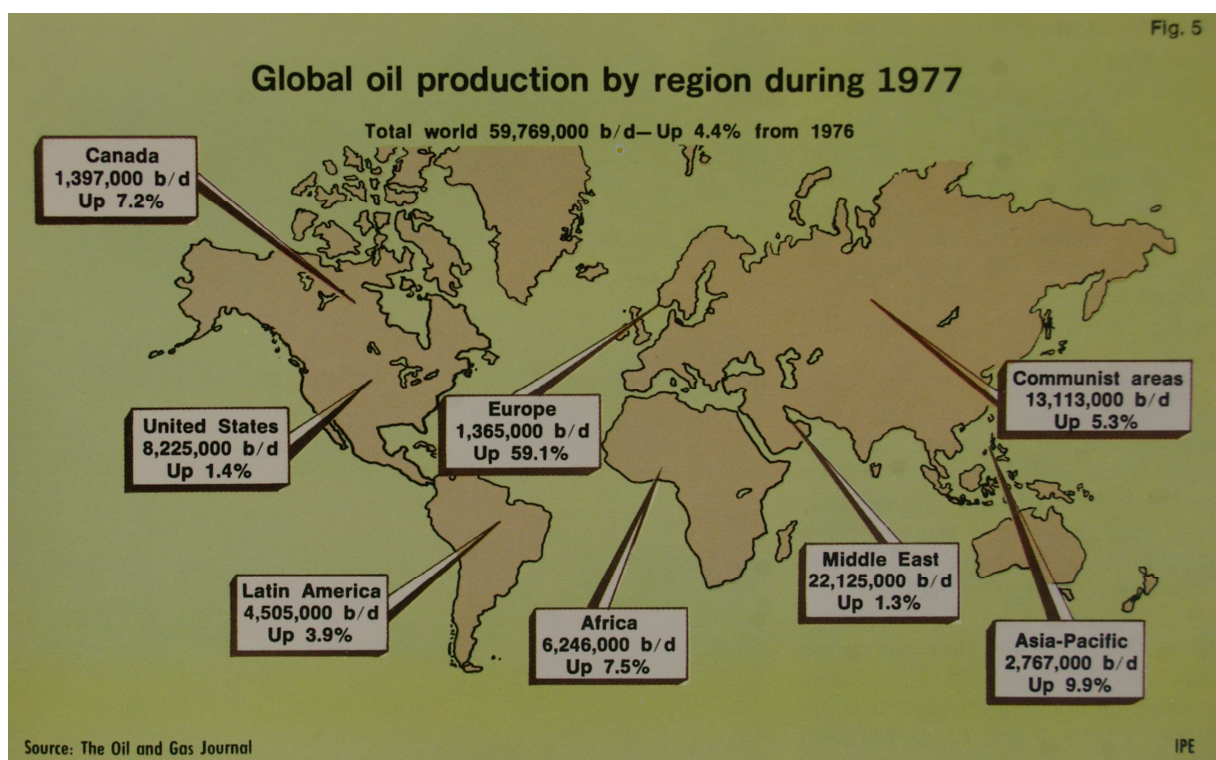 Fig. 5
Global oil production by region during 1977
Total world 59,769,000 b/d—Up 4.4% from 1976
Canada
1,397,000 b/d
Up 7.2%
United States
8,225,000 b/d
Up 1.4%
Europe
1,365,000 b/d
Up 59.1%
Communist areas
13,113,000 b/d
Up 5.3%
Latin America
4,505,000 b/d
Up 3.9%
Africa
6,246,000 b/d
Up 7.5%
Middle East
22,125,000 b/d
Up 1.3%
Asia-Pacific
2,767,000 b/d
Up 9.9%
Source: The Oil and Gas Journal
IPE